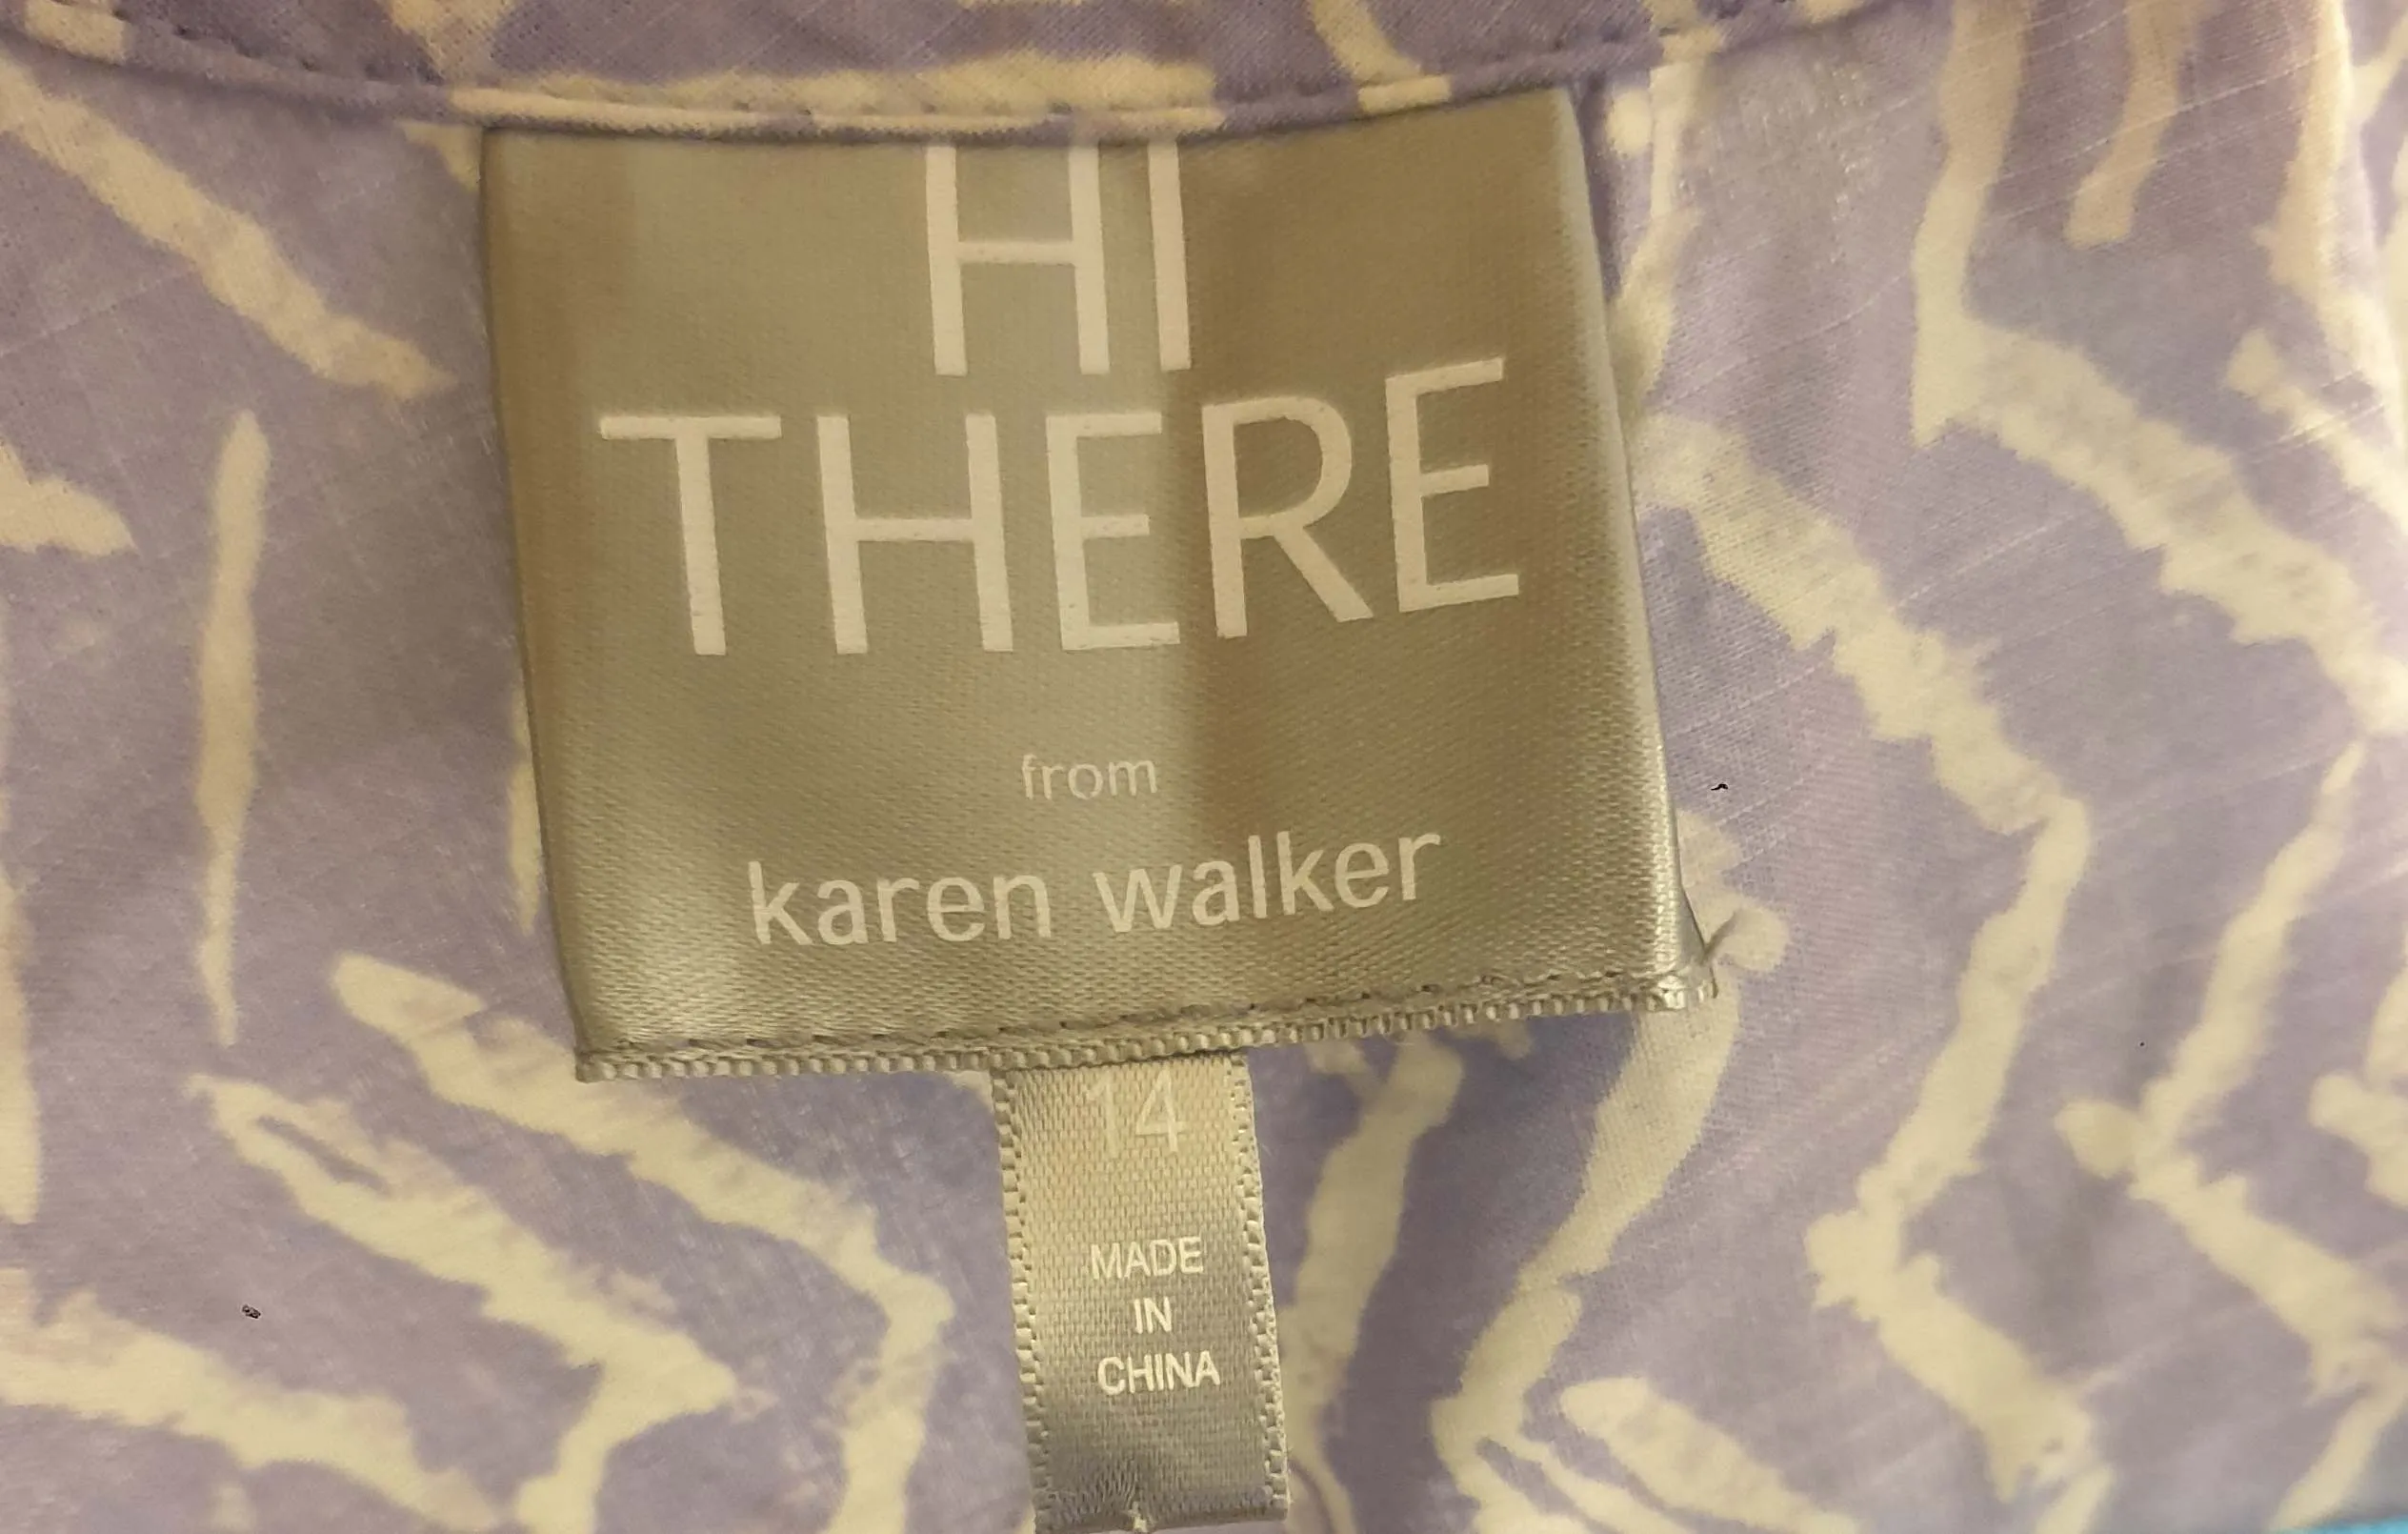 HI
THERE
from
karen walker
14
MADE
IN
CHINA